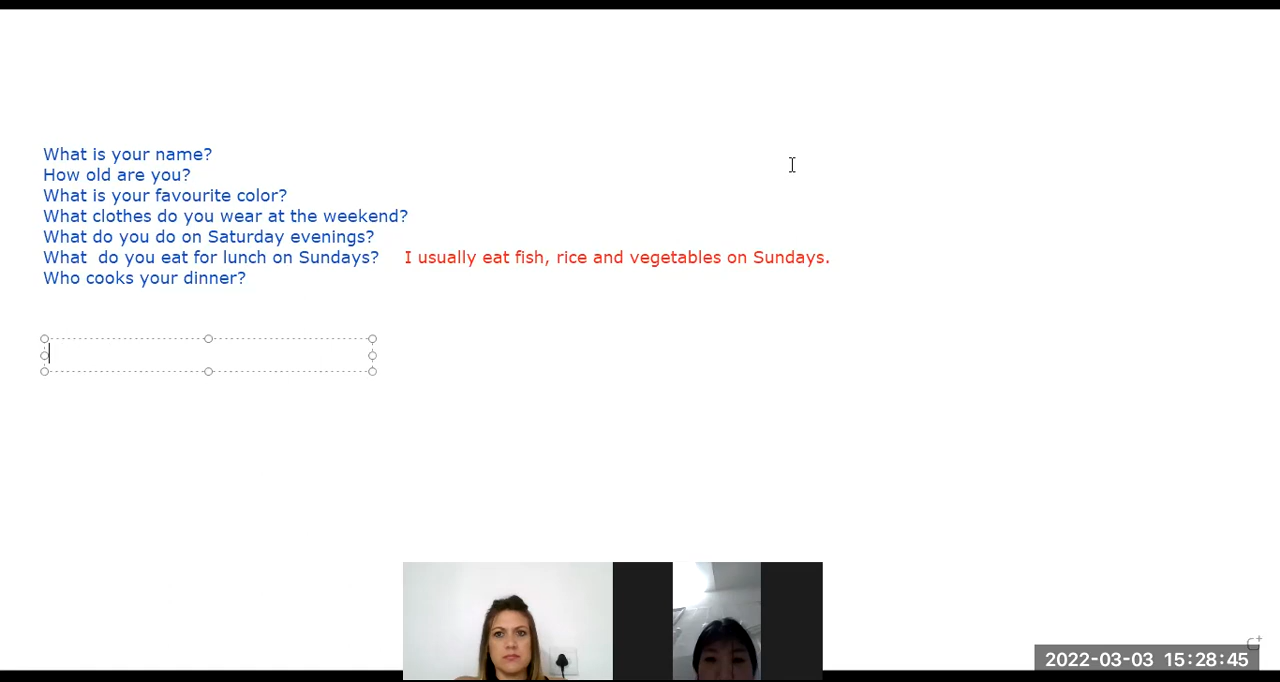 What is your name?
How old are you?
What is your favourite color?
What clothes do you wear at the weekend?
What do you do on Saturday evenings?
What  do you eat for lunch on Sundays? I usually eat fish, rice and vegetables on Sundays.
Who cooks your dinner?
2022-03-03 15:28:45